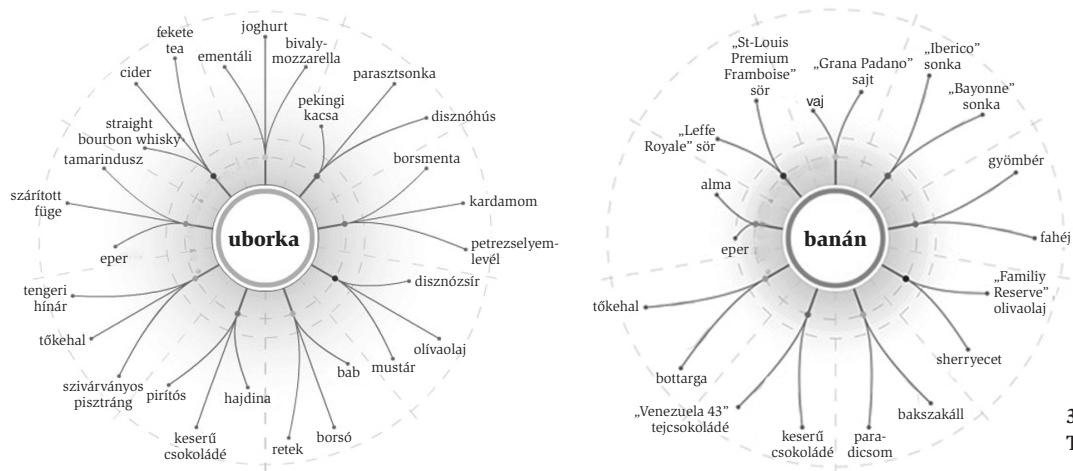 joghurt
fekete
tea
ementáli
bivaly-
mozzarella
cider
parasztsonka
pekingi
kacsa
straight
bourbon whisky
disznóhús
tamarindusz
borsmenta
szárított
füge
kardamom
uborka
eper
petrezselyem-
levél
tengeri
hínár
disznózsír
tőkehal
olívaolaj
szivárványos
pisztráng
pirítós
hajdina
bab
mustár
keserű
csokoládé
retek
borsó
„St-Louis
Premium
Framboise”
sör
„Grana Padano”
sajt
„Iberico”
sonka
vaj
„Bayonne”
sonka
„Leffe
Royale” sör
gyömbér
alma
banán
eper
fahéj
tőkehal
„Familiy
Reserve”
olivaolaj
sherryecet
bottarga
„Venezuela 43”
tejcsokoládé
keserű
csokoládé
para-
dicsom
bakszakáll
3
T